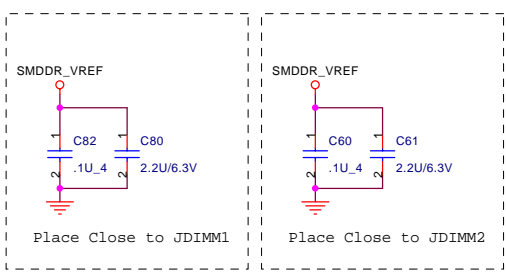 SMDDR_VREF SMDDR_VREF
1 1 1 1
C82 C80 C60 C61
.1U_4 2.2U/6.3V .1U_4 2.2U/6.3V
2 2 2 2
Place Close to JDIMM1 Place Close to JDIMM2